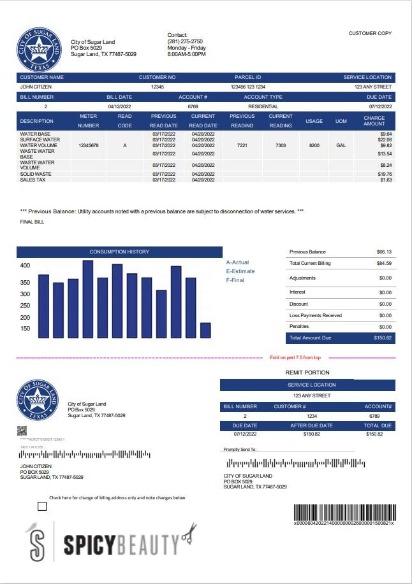 CITY OF SUGAR LAND
TEXAS
City of Sugar Land
PO Box 5029
Sugar Land, TX 77487-5029
Contact:
(281) 275-2750
Monday - Friday
8:00AM-5:00PM
CUSTOMER COPY
CUSTOMER NAME CUSTOMER NO PARCEL ID SERVICE LOCATION
JOHN CITIZEN 12345 123456 123 1234 123 ANY STREET
BILL NUMBER BILL DATE ACCOUNT # ACCOUNT TYPE DUE DATE
2 04/12/2022 6789 RESIDENTIAL 07/12/2022
DESCRIPTION METER NUMBER READ CODE PREVIOUS READ DATE CURRENT READ DATE PREVIOUS READING CURRENT READING USAGE UOM CHARGE AMOUNT
WATER BASE 03/17/2022 04/20/2022 $9.64
SURFACE WATER 03/17/2022 04/20/2022
WATER VOLUME 12345678 A 03/17/2022 04/20/2022 7221 7303 8200 GAL
WASTE WATER BASE 03/17/2022 04/20/2022 $13.54
WASTE WATER VOLUME 03/17/2022 04/20/2022 $8.24
SOLID WASTE 03/17/2022 04/20/2022 $19.76
SALES TAX 03/17/2022 04/20/2022 $1.63
*** Previous Balance: Utility accounts noted with a previous balance are subject to disconnection of water services. ***
FINAL BILL
CONSUMPTION HISTORY
400
350
300
250
200
150
A-Actual
E-Estimate
F-Final
Previous Balance $66.13
Total Current Billing $84.59
Adjustments $0.00
Interest $0.00
Discount $0.00
Less Payments Received $0.00
Penalties $0.00
Total Amount Due $150.62
Fold on perf 7.5 from top
REMIT PORTION
CITY OF SUGAR LAND
TEXAS
City of Sugar Land
PO Box 5029
Sugar Land, TX 77487-5029
SERVICE LOCATION
123 ANY STREET
BILL NUMBER CUSTOMER # ACCOUNT#
2 1234 6789
DUE DATE AFTER DUE DATE TOTAL DUE
07/12/2022 $150.62 $150.62
JOHN CITIZEN
PO BOX 5029
SUGAR LAND, TX 77487-5029
Promptly Send To:
CITY OF SUGAR LAND
PO BOX 5029
SUGAR LAND, TX 77487-5029
Check here for change of billing address only and note changes below
SPICYBEAUTY